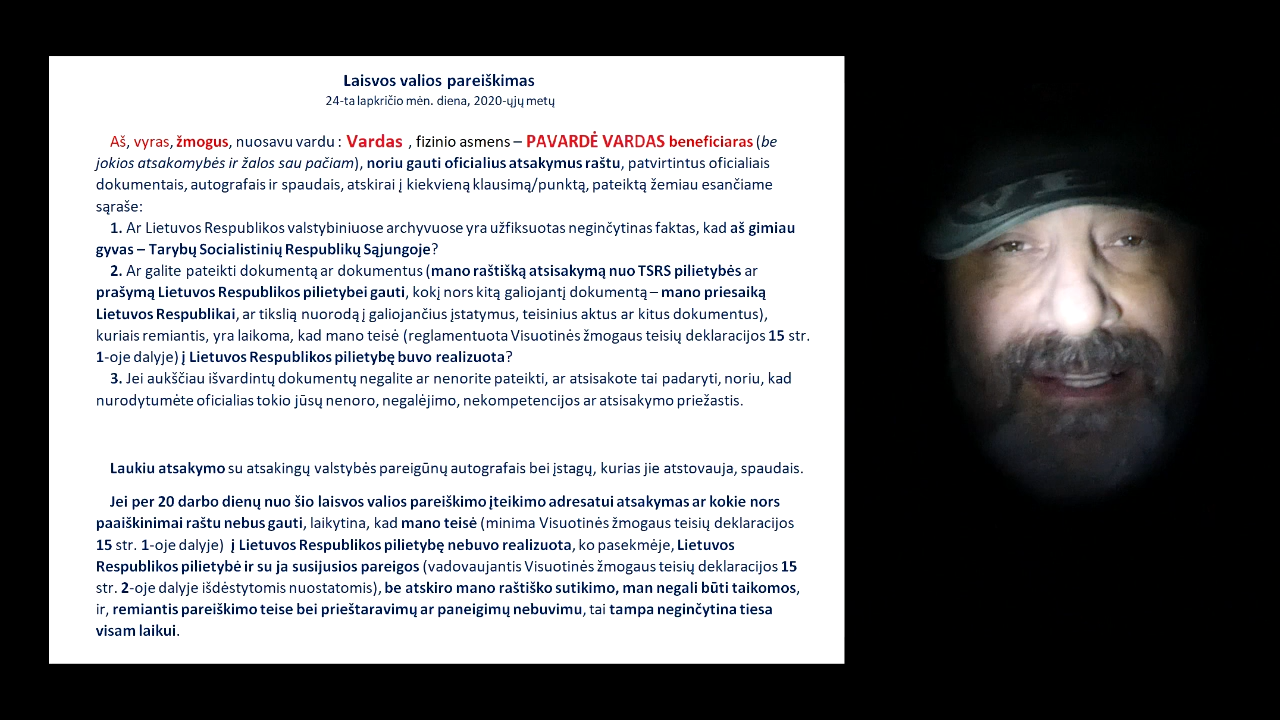 Laisvos valios pareiškimas
24-ta lapkričio mėn. diena, 2020-ųjų metų
Aš, vyras, žmogus, nuosavu vardu : Vardas , fizinio asmens – PAVARDĖ VARDAS beneficiaras (be
jokios atsakomybės ir žalos sau pačiam), noriu gauti oficialius atsakymus raštu, patvirtintus oficialiais
dokumentais, autografais ir spaudais, atskirai į kiekvieną klausimą/punktą, pateiktą žemiau esančiame
sąraše:
1. Ar Lietuvos Respublikos valstybiniuose archyvuose yra užfiksuotas neginčytinas faktas, kad aš gimiau
gyvas – Tarybų Socialistinių Respublikų Sąjungoje?
2. Ar galite pateikti dokumentą ar dokumentus (mano raštišką atsisakymą nuo TSRS pilietybės ar
prašymą Lietuvos Respublikos pilietybei gauti, kokį nors kitą galiojantį dokumentą – mano priesaiką
Lietuvos Respublikai, ar tikslią nuorodą į galiojančius įstatymus, teisinius aktus ar kitus dokumentus),
kuriais remiantis, yra laikoma, kad mano teisė (reglamentuota Visuotinės žmogaus teisių deklaracijos 15 str.
1-oje dalyje) į Lietuvos Respublikos pilietybę buvo realizuota?
3. Jei aukščiau išvardintų dokumentų negalite ar nenorite pateikti, ar atsisakote tai padaryti, noriu, kad
nurodytumėte oficialias tokio jūsų nenoro, negalėjimo, nekompetencijos ar atsisakymo priežastis.
Laukiu atsakymo su atsakingų valstybės pareigūnų autografais bei įstagų, kurias jie atstovauja, spaudais.
Jei per 20 darbo dienų nuo šio laisvos valios pareiškimo įteikimo adresatui atsakymas ar kokie nors
paaiškinimai raštu nebus gauti, laikytina, kad mano teisė (minima Visuotinės žmogaus teisių deklaracijos
15 str. 1-oje dalyje) į Lietuvos Respublikos pilietybę nebuvo realizuota, ko pasekmėje, Lietuvos
Respublikos pilietybė ir su ja susijusios pareigos (vadovaujantis Visuotinės žmogaus teisių deklaracijos 15
str. 2-oje dalyje išdėstytomis nuostatomis), be atskiro mano raštiško sutikimo, man negali būti taikomos,
ir, remiantis pareiškimo teise bei prieštaravimų ar paneigimų nebuvimu, tai tampa neginčytina tiesa
visam laikui.